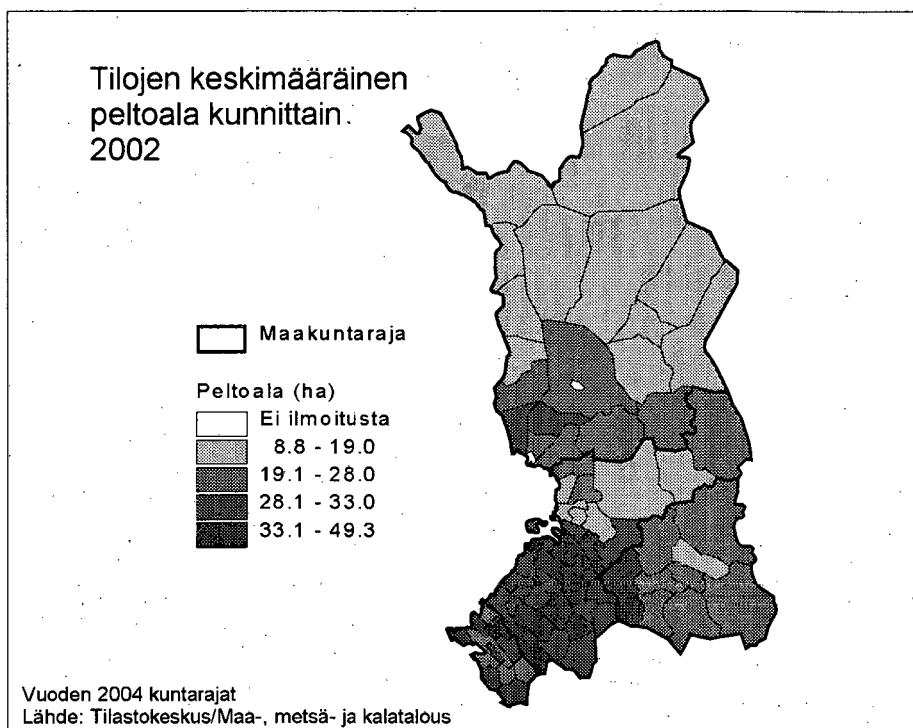 Tilojen keskimääräinen
peltoala kunnittain.
2002
Maakuntaraja
Peltoala (ha)
Ei ilmoitusta
8.8 - 19.0
19.1 - 28.0
28.1 - 33.0
33.1 - 49.3
Vuoden 2004 kuntarajat
Lähde: Tilastokeskus/Maa-, metsä- ja kalatalous